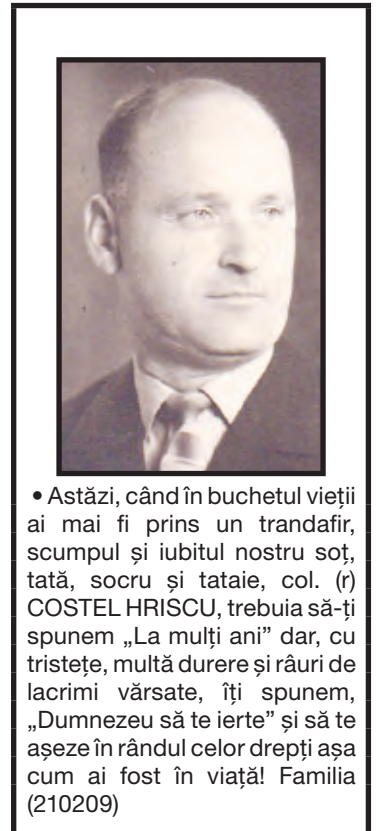 • Astăzi, când în buchetul vieții
ai mai fi prins un trandafir,
scumpul și iubitul nostru soț,
tată, socru și tataie, col. (r)
COSTEL HRISCU, trebuia să-ți
spunem „La mulți ani” dar, cu
tristețe, multă durere și râuri de
lacrimi vărsate, îți spunem,
„Dumnezeu să te ierte” și să te
așeze în rândul celor drepți așa
cum ai fost în viață! Familia
(210209)